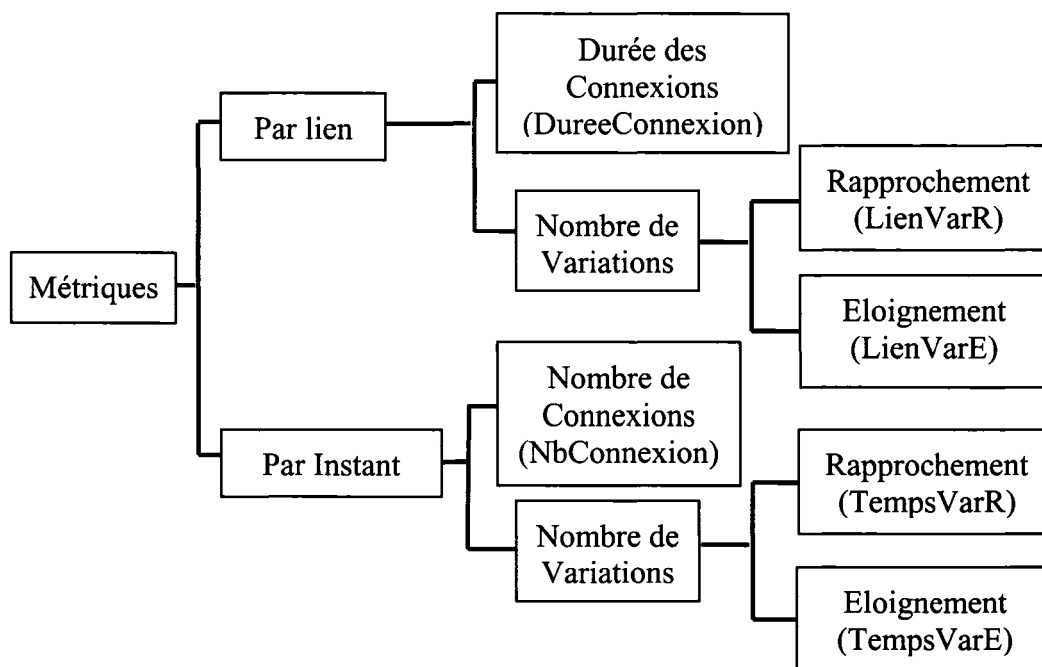 Métriques
Par lien
Durée des
Connexions
(DureeConnexion)
Nombre de
Variations
Rapprochement
(LienVarR)
Eloignement
(LienVarE)
Par Instant
Nombre de
Connexions
(NbConnexion)
Nombre de
Variations
Rapprochement
(TempsVarR)
Eloignement
(TempsVarE)